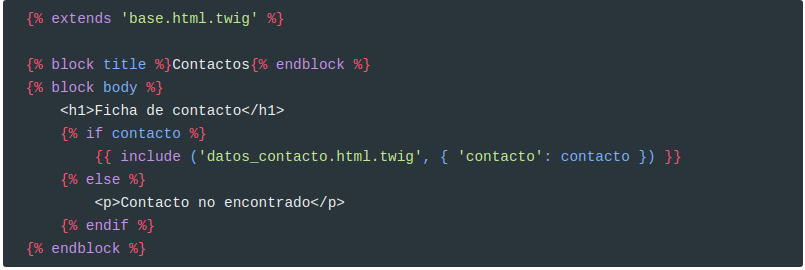 {% extends 'base.html.twig' %}

{% block title %}Contactos{% endblock %}
{% block body %}
    <h1>Ficha de contacto</h1>
    {% if contacto %}
        {{ include ('datos_contacto.html.twig', { 'contacto': contacto }) }}
    {% else %}
        <p>Contacto no encontrado</p>
    {% endif %}
{% endblock %}